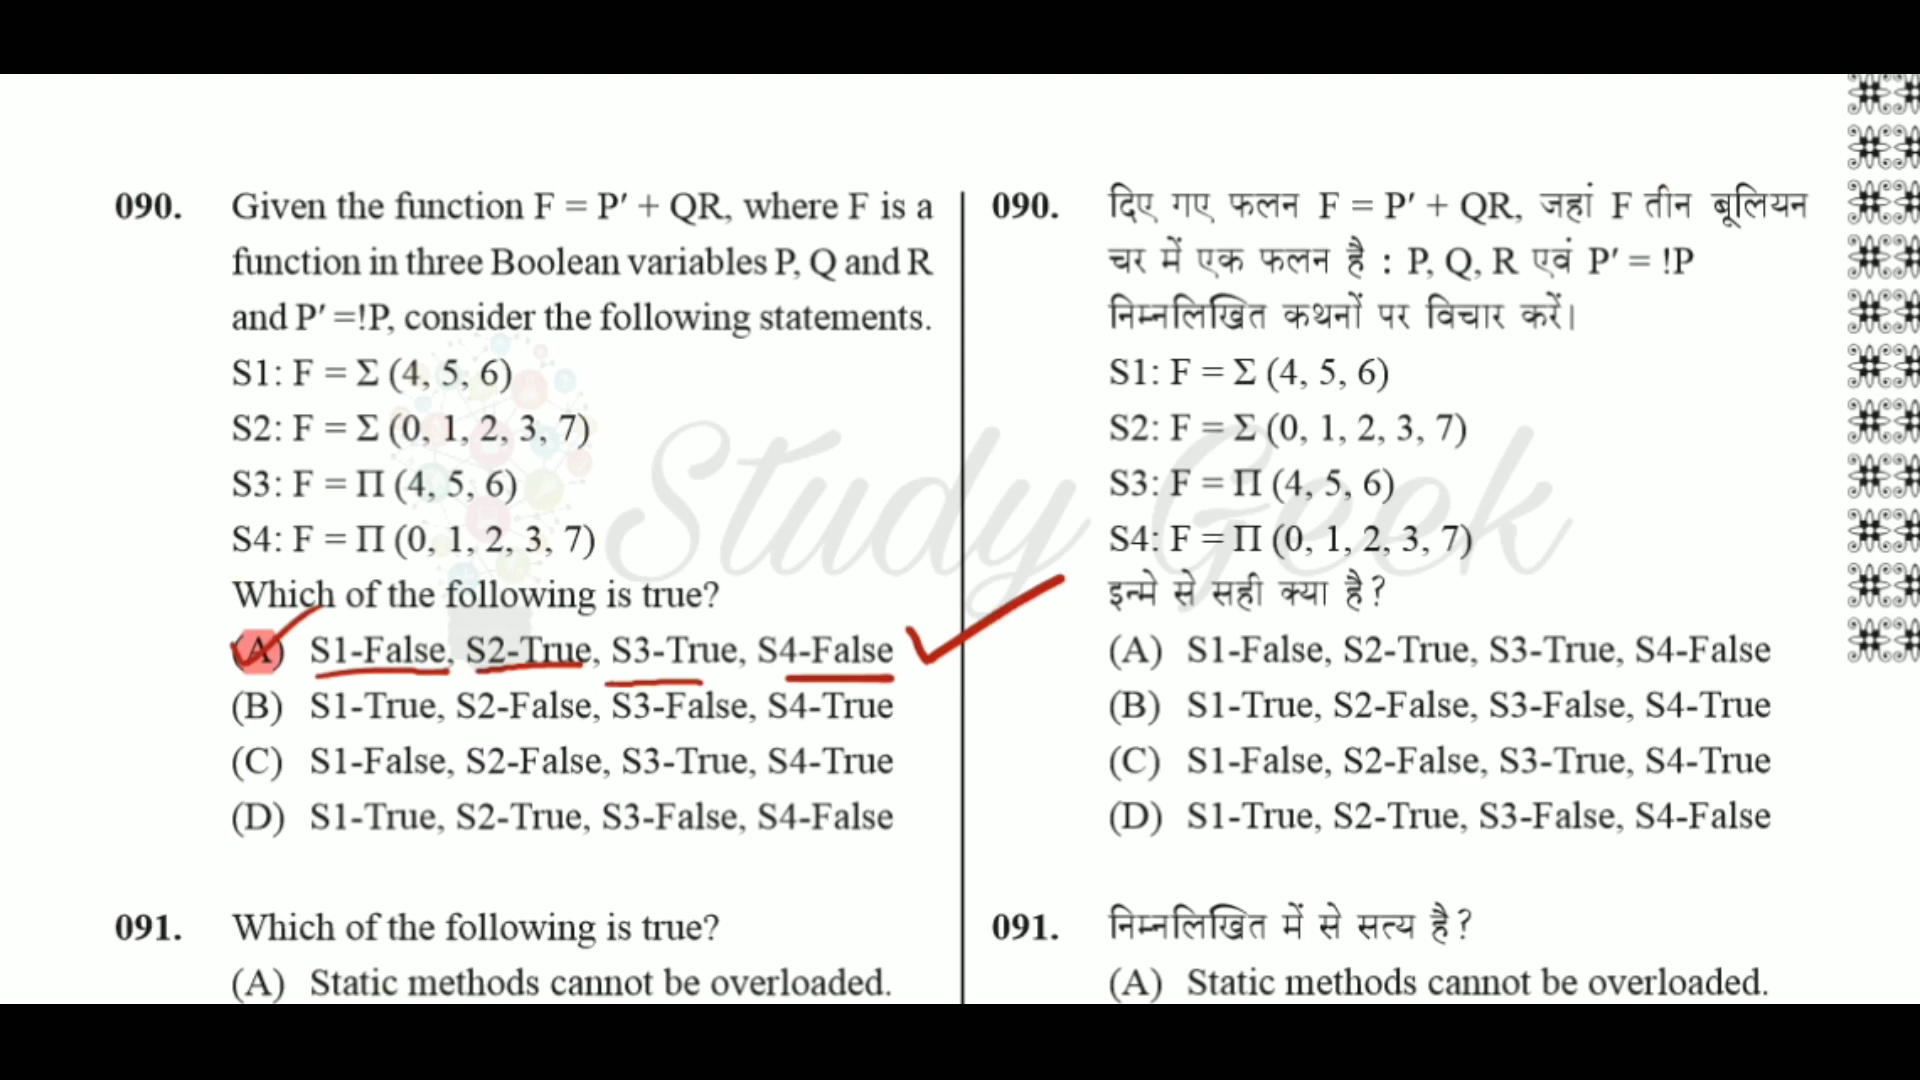 090. Given the function F = P′ + QR, where F is a
function in three Boolean variables P, Q and R
and P′ =!P, consider the following statements.
S1: F = Σ (4, 5, 6)
S2: F = Σ (0, 1, 2, 3, 7)
S3: F = Π (4, 5, 6)
S4: F = Π (0, 1, 2, 3, 7)
Which of the following is true?
(A) S1-False, S2-True, S3-True, S4-False
(B) S1-True, S2-False, S3-False, S4-True
(C) S1-False, S2-False, S3-True, S4-True
(D) S1-True, S2-True, S3-False, S4-False
091. Which of the following is true?
(A) Static methods cannot be overloaded.
090. दिए गए फलन F = P′ + QR, जहां F तीन बूलियन
चर में एक फलन है : P, Q, R एवं P′ = !P
निम्नलिखित कथनों पर विचार करें।
S1: F = Σ (4, 5, 6)
S2: F = Σ (0, 1, 2, 3, 7)
S3: F = Π (4, 5, 6)
S4: F = Π (0, 1, 2, 3, 7)
इन्मे से सही क्या है?
(A) S1-False, S2-True, S3-True, S4-False
(B) S1-True, S2-False, S3-False, S4-True
(C) S1-False, S2-False, S3-True, S4-True
(D) S1-True, S2-True, S3-False, S4-False
091. निम्नलिखित में से सत्य है?
(A) Static methods cannot be overloaded.
Study Geek